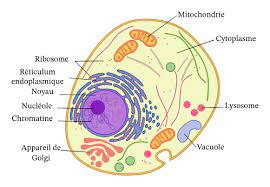 Mitochondrie
Cytoplasme
Ribosome
Réticulum
endoplasmique
Noyau
Nucléole
Chromatine
Lysosome
Appareil de
Golgi
Vacuole